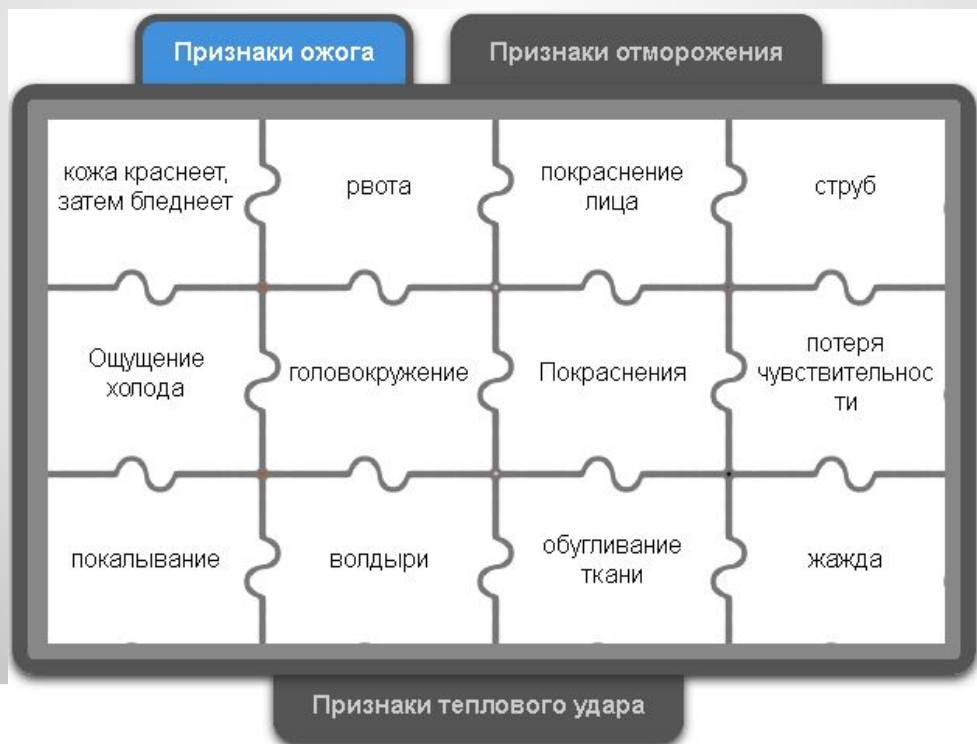 Признаки ожога
Признаки отморожения
кожа краснеет,
затем бледнеет
рвота
покраснение
лица
струб
Ощущение
холода
головокружение
Покраснения
потеря
чувствительнос
ти
покалывание
волдыри
обугливание
ткани
жажда
Признаки теплового удара